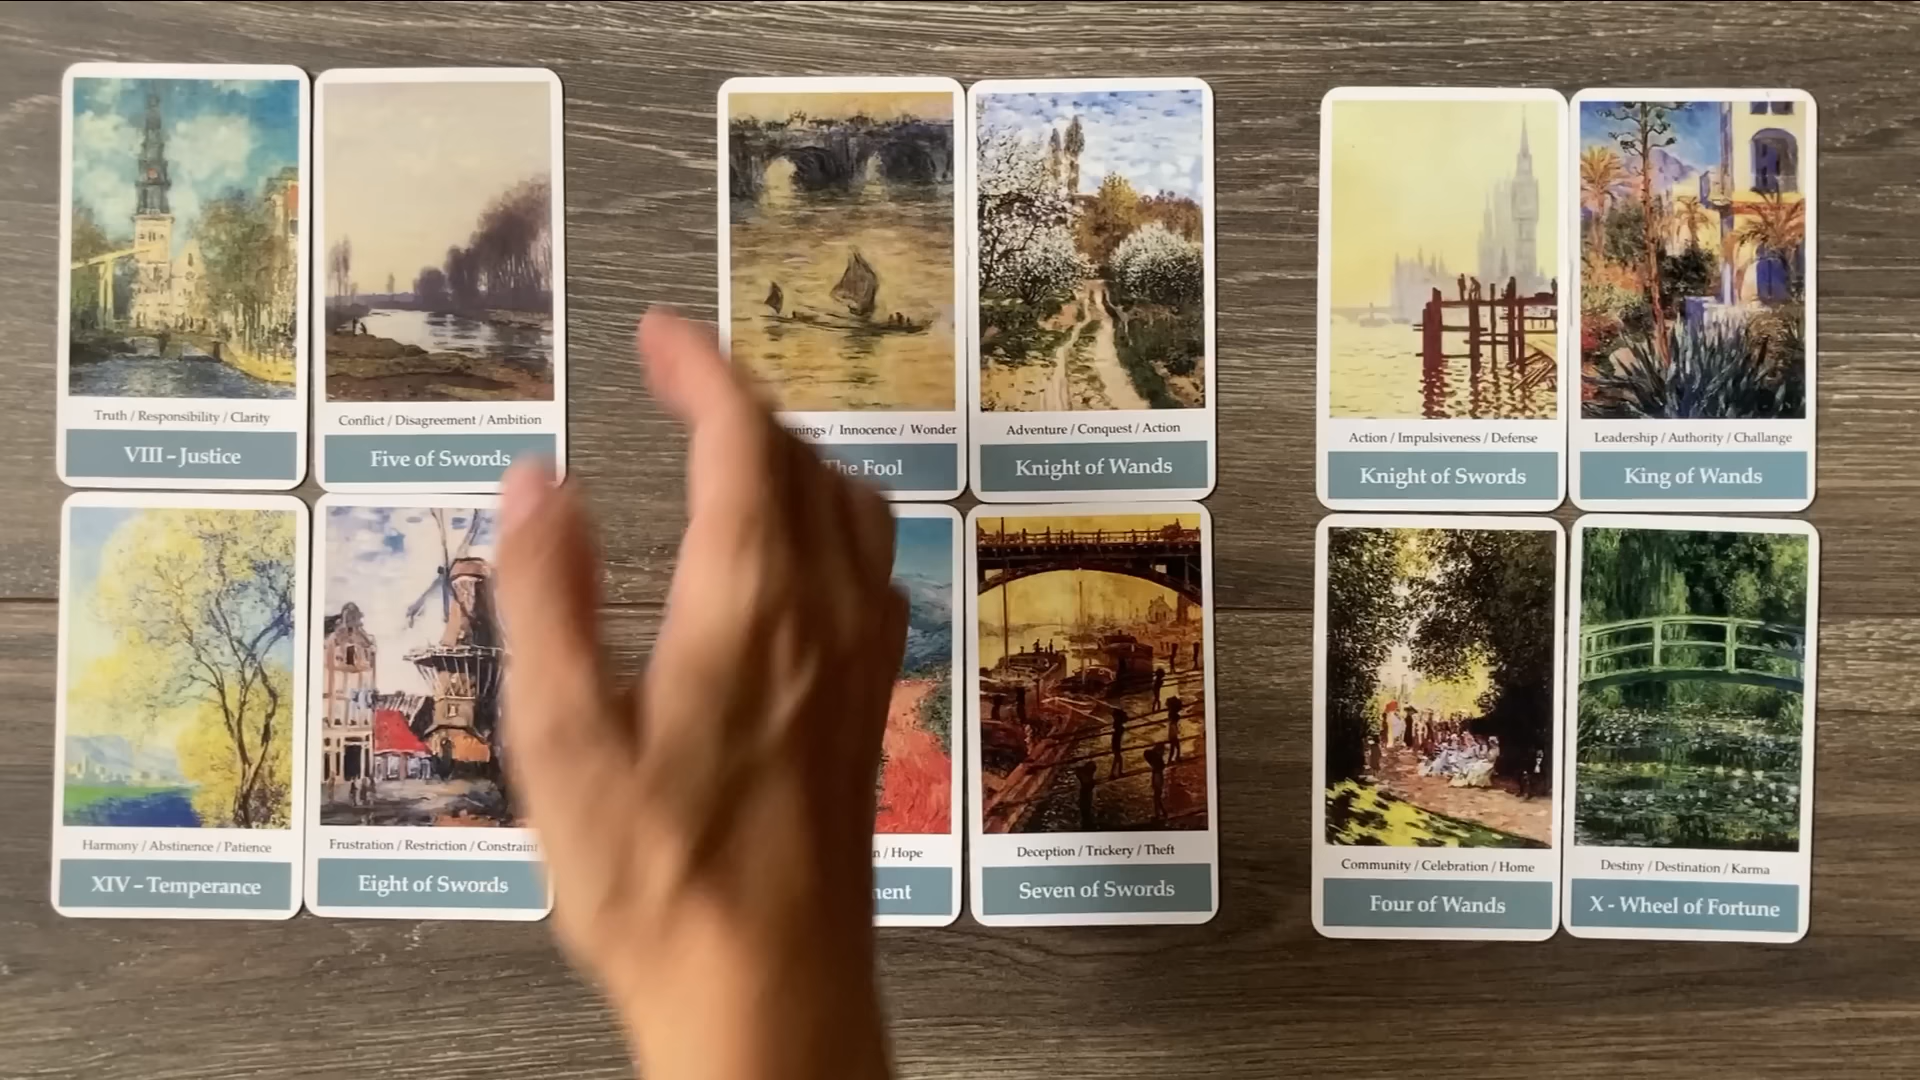 Truth / Responsibility / Clarity
VIII – Justice
Conflict / Disagreement / Ambition
Five of Swords
Innocence / Wonder
The Fool
Adventure / Conquest / Action
Knight of Wands
Action / Impulsiveness / Defense
Knight of Swords
Leadership / Authority / Challange
King of Wands
Harmony / Abstinence / Patience
XIV – Temperance
Frustration / Restriction / Constraint
Eight of Swords
/ Hope
Deception / Trickery / Theft
Seven of Swords
Community / Celebration / Home
Four of Wands
Destiny / Destination / Karma
X - Wheel of Fortune